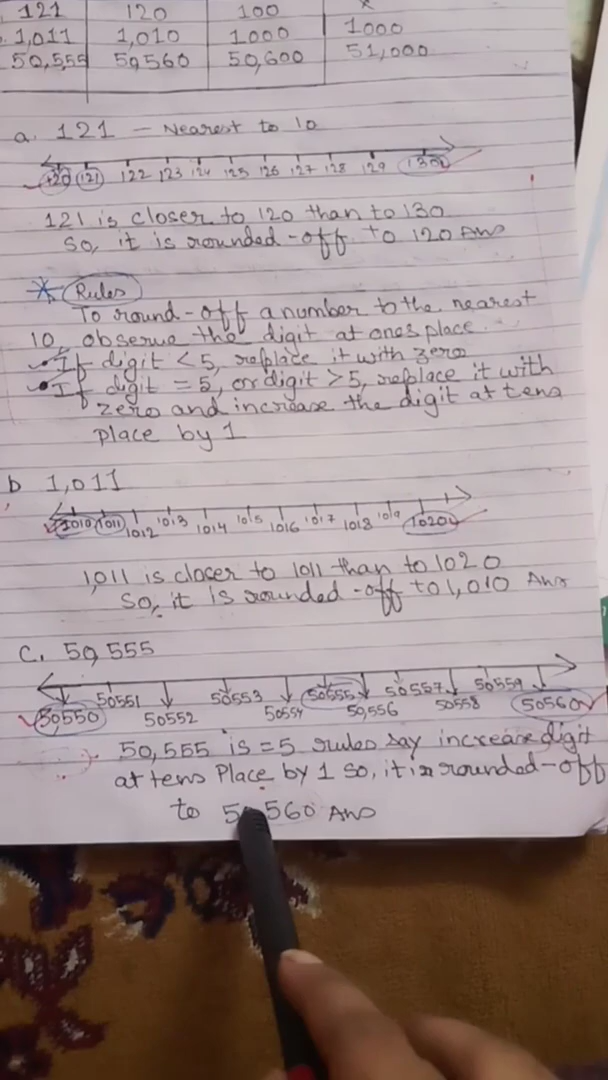 121 120 100 x
1,011 1,010 1000 1000
50,555 50,560 50,600 51,000
a. 121 - Nearest to 10
120 121 122 123 124 125 126 127 128 129 130
121 is closer to 120 than to 130
So, it is rounded-off to 120 Ans
* Rules
To round-off a number to the nearest
10, observe the digit at ones place.
• If digit < 5, replace it with zero
• If digit = 5, or digit > 5, replace it with
zero and increase the digit at tens
place by 1
b 1,011
1010 1011 1012 1013 1014 1015 1016 1017 1018 1019 1020
1,011 is closer to 1011 than to 1020
So, it is rounded-off to 1,010 Ans
C. 50,555
50,550 50551 50552 50553 50554 50555 50,556 50557 50558 50559 50560
50,555 is = 5 rules say increase digit
at tens Place by 1 so, it is rounded-off
to 560 Ans